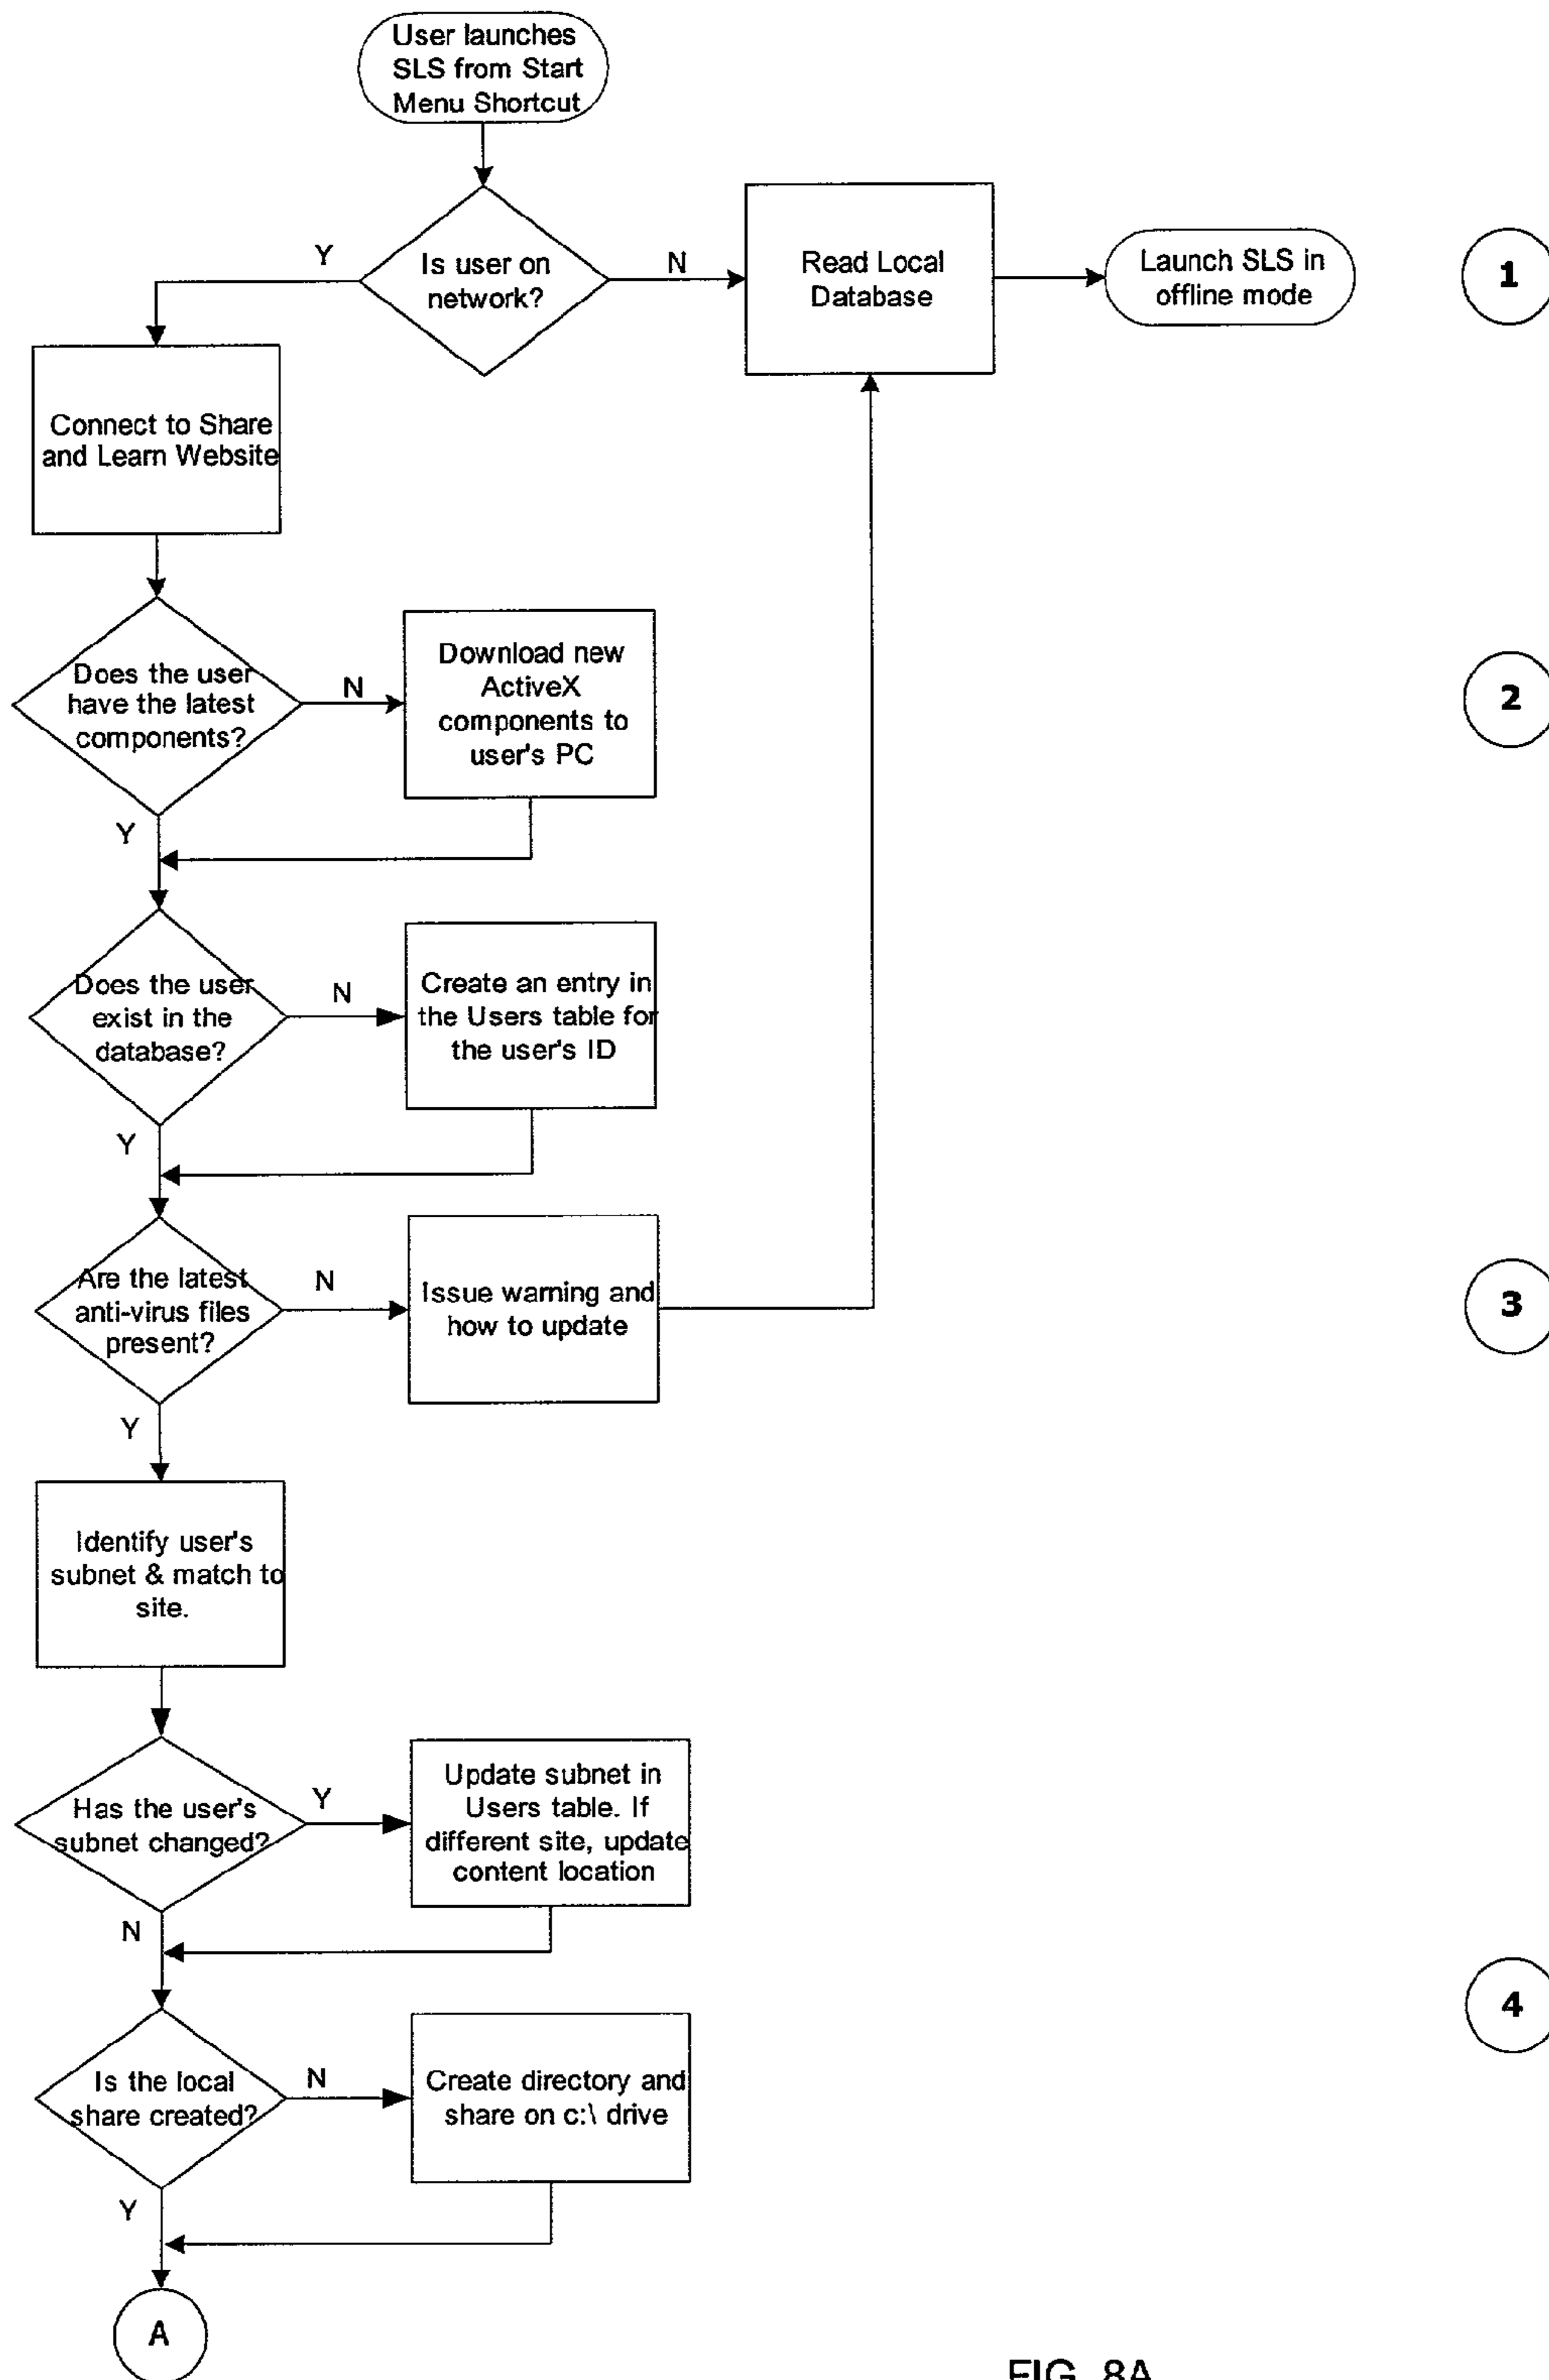 User launches
SLS from Start
Menu Shortcut
Y
Is user on
network?
N
Read Local
Database
Launch SLS in
offline mode
1
Connect to Share
and Learn Website
Does the user
have the latest
components?
N
Download new
ActiveX
components to
user's PC
2
Y
Does the user
exist in the
database?
N
Create an entry in
the Users table for
the user's ID
Y
Are the latest
anti-virus files
present?
N
Issue warning and
how to update
3
Y
Identify user's
subnet & match to
site.
Has the user's
subnet changed?
Y
Update subnet in
Users table. If
different site, update
content location
N
4
Is the local
share created?
N
Create directory and
share on c:\ drive
Y
A
FIG. 8A